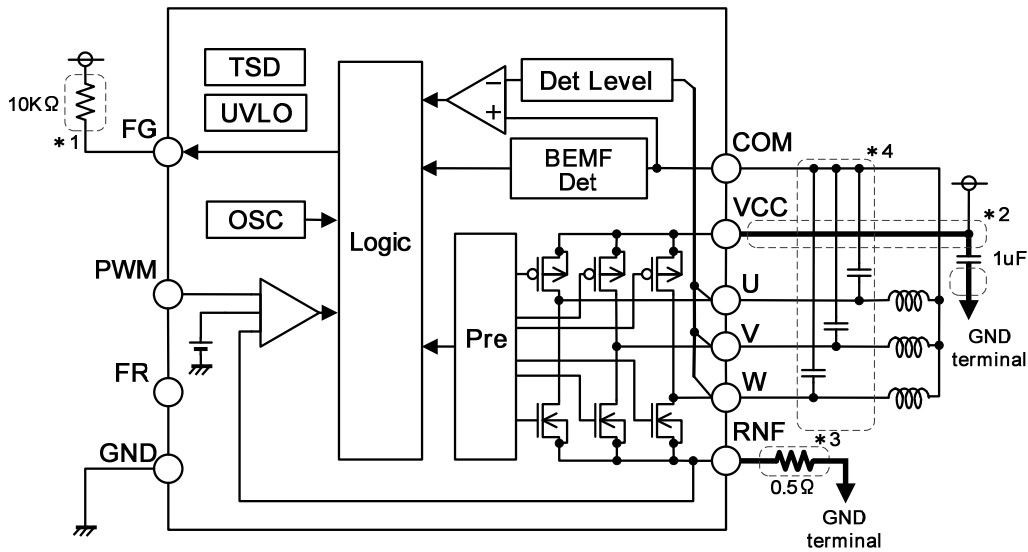 TSD
UVLO
10KΩ
*1
FG
OSC
PWM
FR
GND
Logic
−
+
Det Level
BEMF
Det
Pre
COM
VCC
U
V
W
RNF
*4
*2
1uF
GND
terminal
*3
0.5Ω
GND
terminal